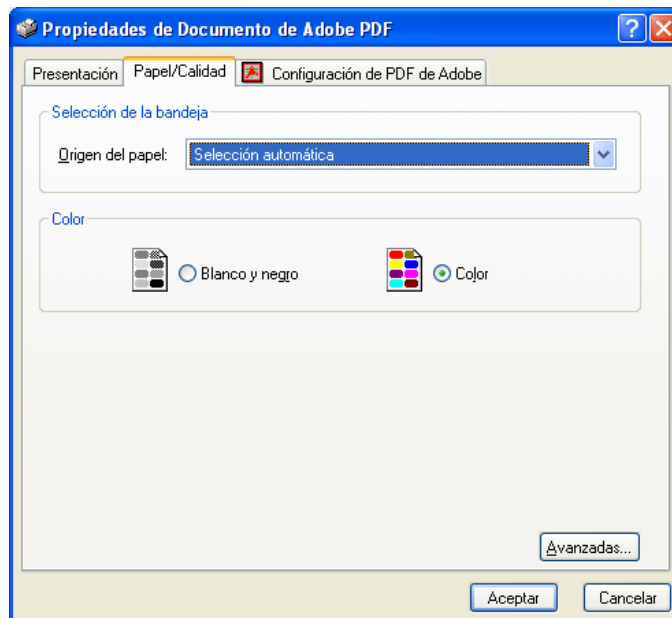 Propiedades de Documento de Adobe PDF
Presentación Papel/Calidad Configuración de PDF de Adobe
Selección de la bandeja
Origen del papel: Selección automática
Color
Blanco y negro Color
Avanzadas...
Aceptar Cancelar